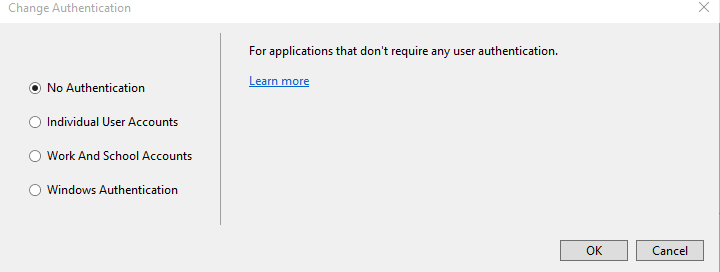 Change Authentication
For applications that don't require any user authentication.
Learn more
No Authentication
Individual User Accounts
Work And School Accounts
Windows Authentication
OK
Cancel